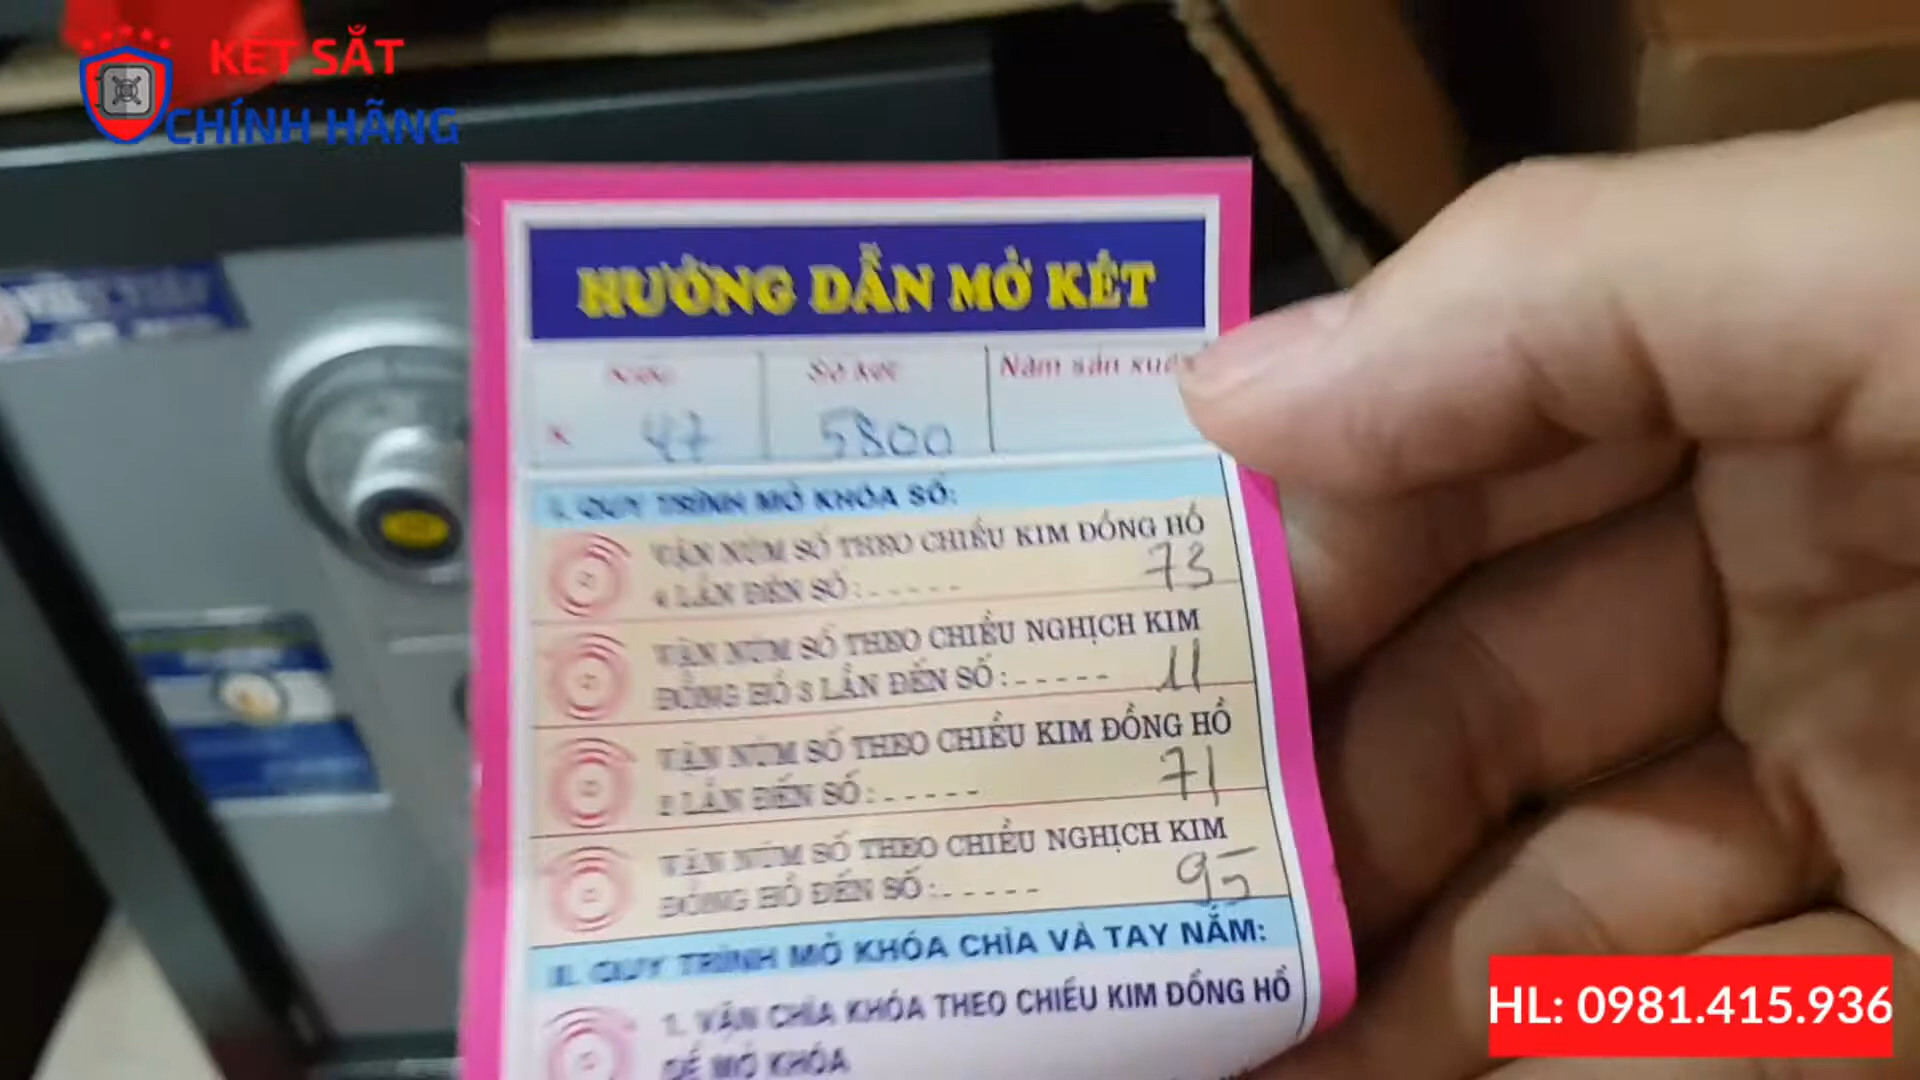 KÉT SẮT
CHÍNH HÃNG
HƯỚNG DẪN MỞ KÉT
Số két
Năm sản xuất
K 47 5800
I. QUY TRÌNH MỞ KHÓA SỐ:
VẶN NÚM SỐ THEO CHIỀU KIM ĐỒNG HỒ
4 LẦN ĐẾN SỐ:----- 73
VẶN NÚM SỐ THEO CHIỀU NGHỊCH KIM
ĐỒNG HỒ 3 LẦN ĐẾN SỐ:----- 11
VẶN NÚM SỐ THEO CHIỀU KIM ĐỒNG HỒ
2 LẦN ĐẾN SỐ:----- 71
VẶN NÚM SỐ THEO CHIỀU NGHỊCH KIM
ĐỒNG HỒ ĐẾN SỐ:----- 95
II. QUY TRÌNH MỞ KHÓA CHÌA VÀ TAY NẮM:
1. VẶN CHÌA KHÓA THEO CHIỀU KIM ĐỒNG HỒ
ĐỂ MỞ KHÓA
HL: 0981.415.936